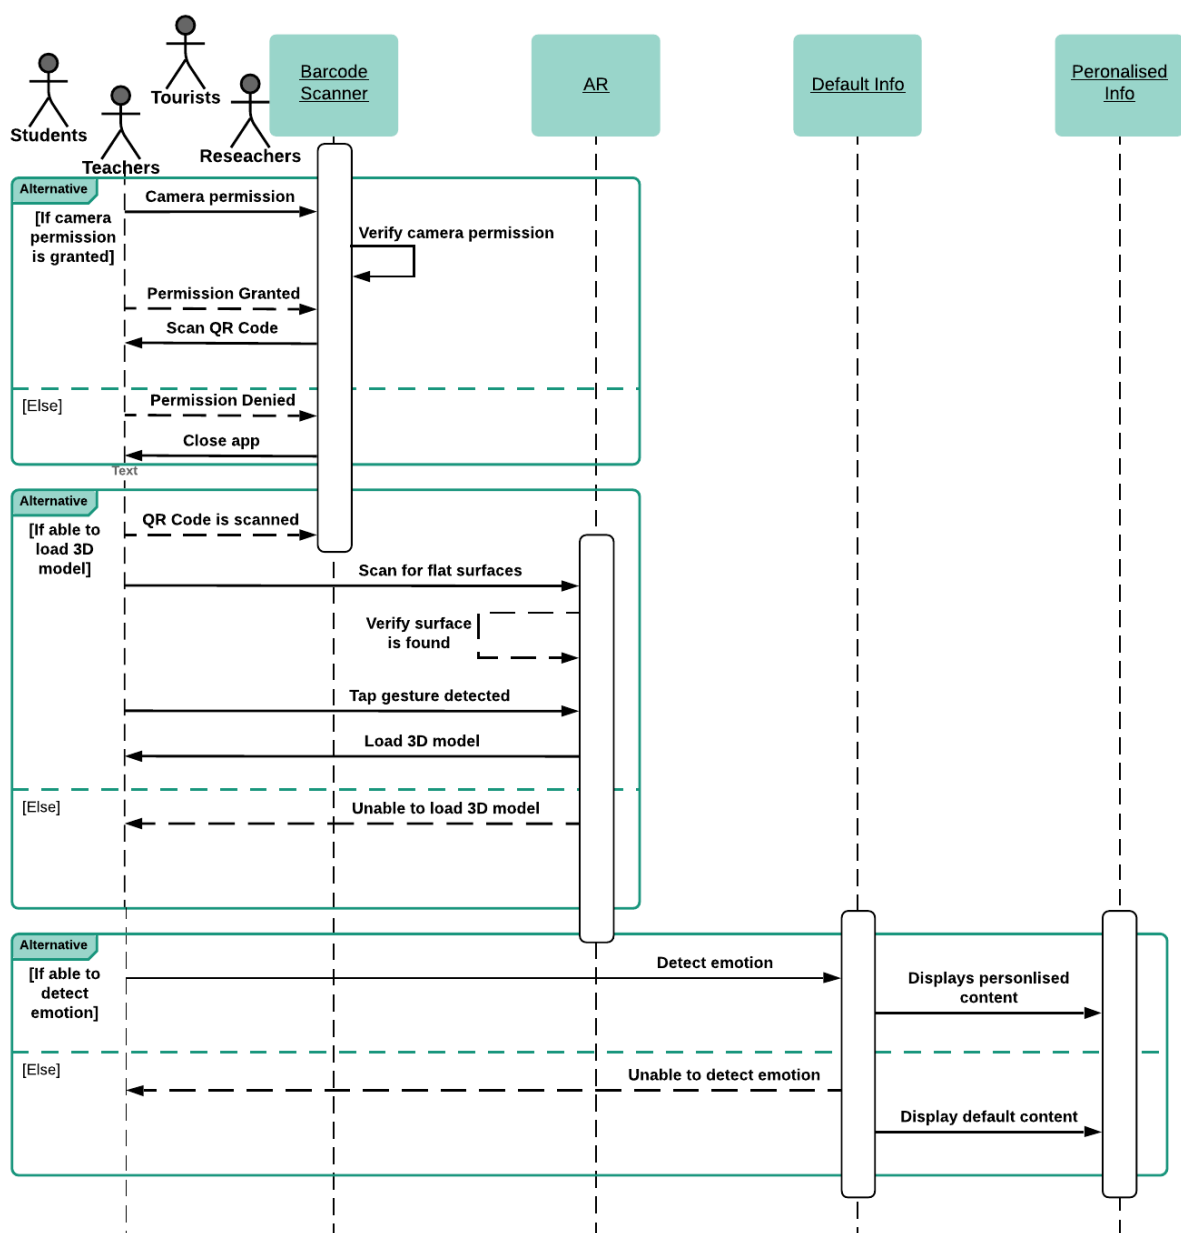 Tourists
Students
Teachers
Reseachers
Barcode
Scanner
AR
Default Info
Peronalised
Info
Alternative
[If camera
permission
is granted]
Camera permission
Verify camera permission
Permission Granted
Scan QR Code
[Else]
Permission Denied
Close app
Text
Alternative
[If able to
load 3D
model]
QR Code is scanned
Scan for flat surfaces
Verify surface
is found
Tap gesture detected
Load 3D model
[Else]
Unable to load 3D model
Alternative
[If able to
detect
emotion]
Detect emotion
Displays personlised
content
[Else]
Unable to detect emotion
Display default content